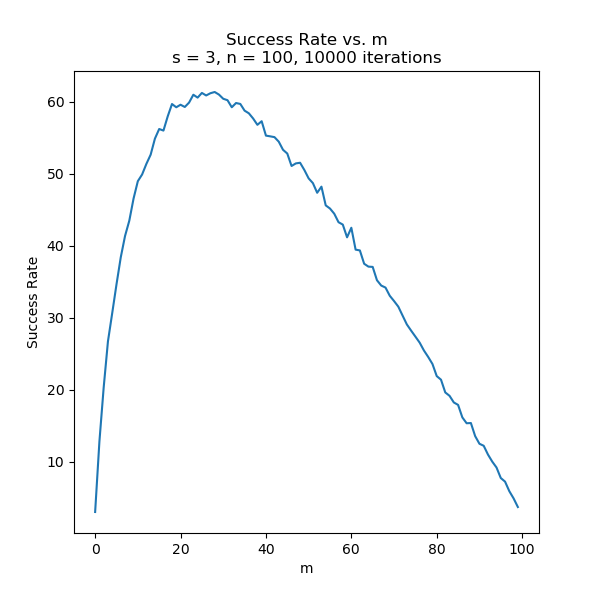 Success Rate vs. m
s = 3, n = 100, 10000 iterations
60
50
40
30
20
10
Success Rate
0 20 40 60 80 100
m